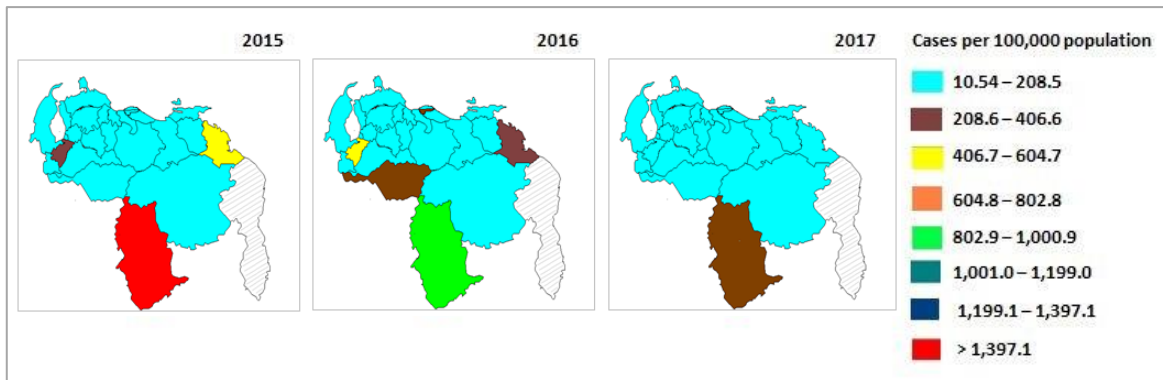 2015
2016
2017
Cases per 100,000 population
10.54 – 208.5
208.6 – 406.6
406.7 – 604.7
604.8 – 802.8
802.9 – 1,000.9
1,001.0 – 1,199.0
1,199.1 – 1,397.1
> 1,397.1